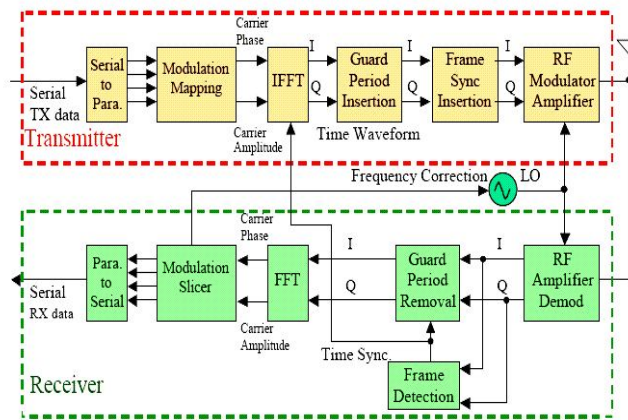 Carrier
Phase
I
I
I
Serial
to
Para.
Modulation
Mapping
IFFT
Guard
Period
Insertion
Frame
Sync
Insertion
RF
Modulator
Amplifier
Q
Q
Q
Serial
TX data
Carrier
Amplitude
Time Waveform
Transmitter
Frequency Correction
LO
Carrier
Phase
I
I
Para.
to
Serial
Modulation
Slicer
FFT
Guard
Period
Removal
RF
Amplifier
Demod
Q
Q
Serial
RX data
Carrier
Amplitude
Time Sync.
Frame
Detection
Receiver